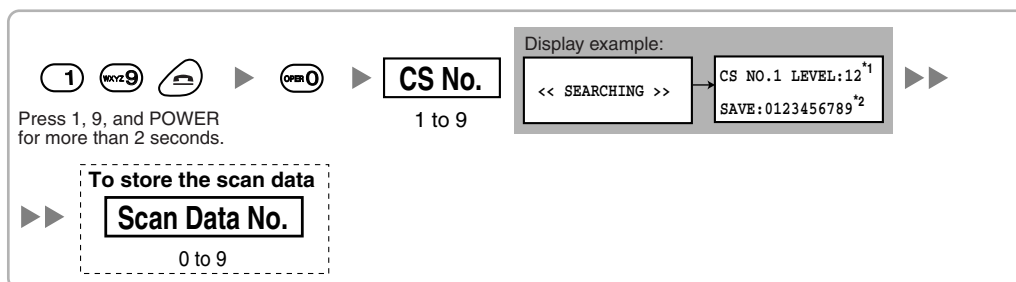 Display example:
1 WXYZ 9 OPER 0 CS No. << SEARCHING >> CS NO.1 LEVEL:12*1
SAVE:0123456789*2
Press 1, 9, and POWER
for more than 2 seconds.
1 to 9
To store the scan data
Scan Data No.
0 to 9